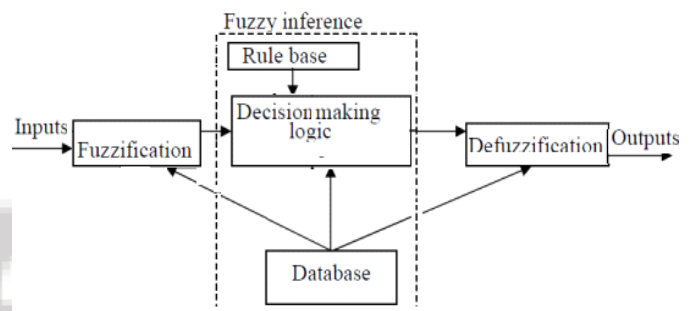 Fuzzy inference
Rule base
Decision making
logic
Inputs
Fuzzification
Defuzzification
Outputs
Database